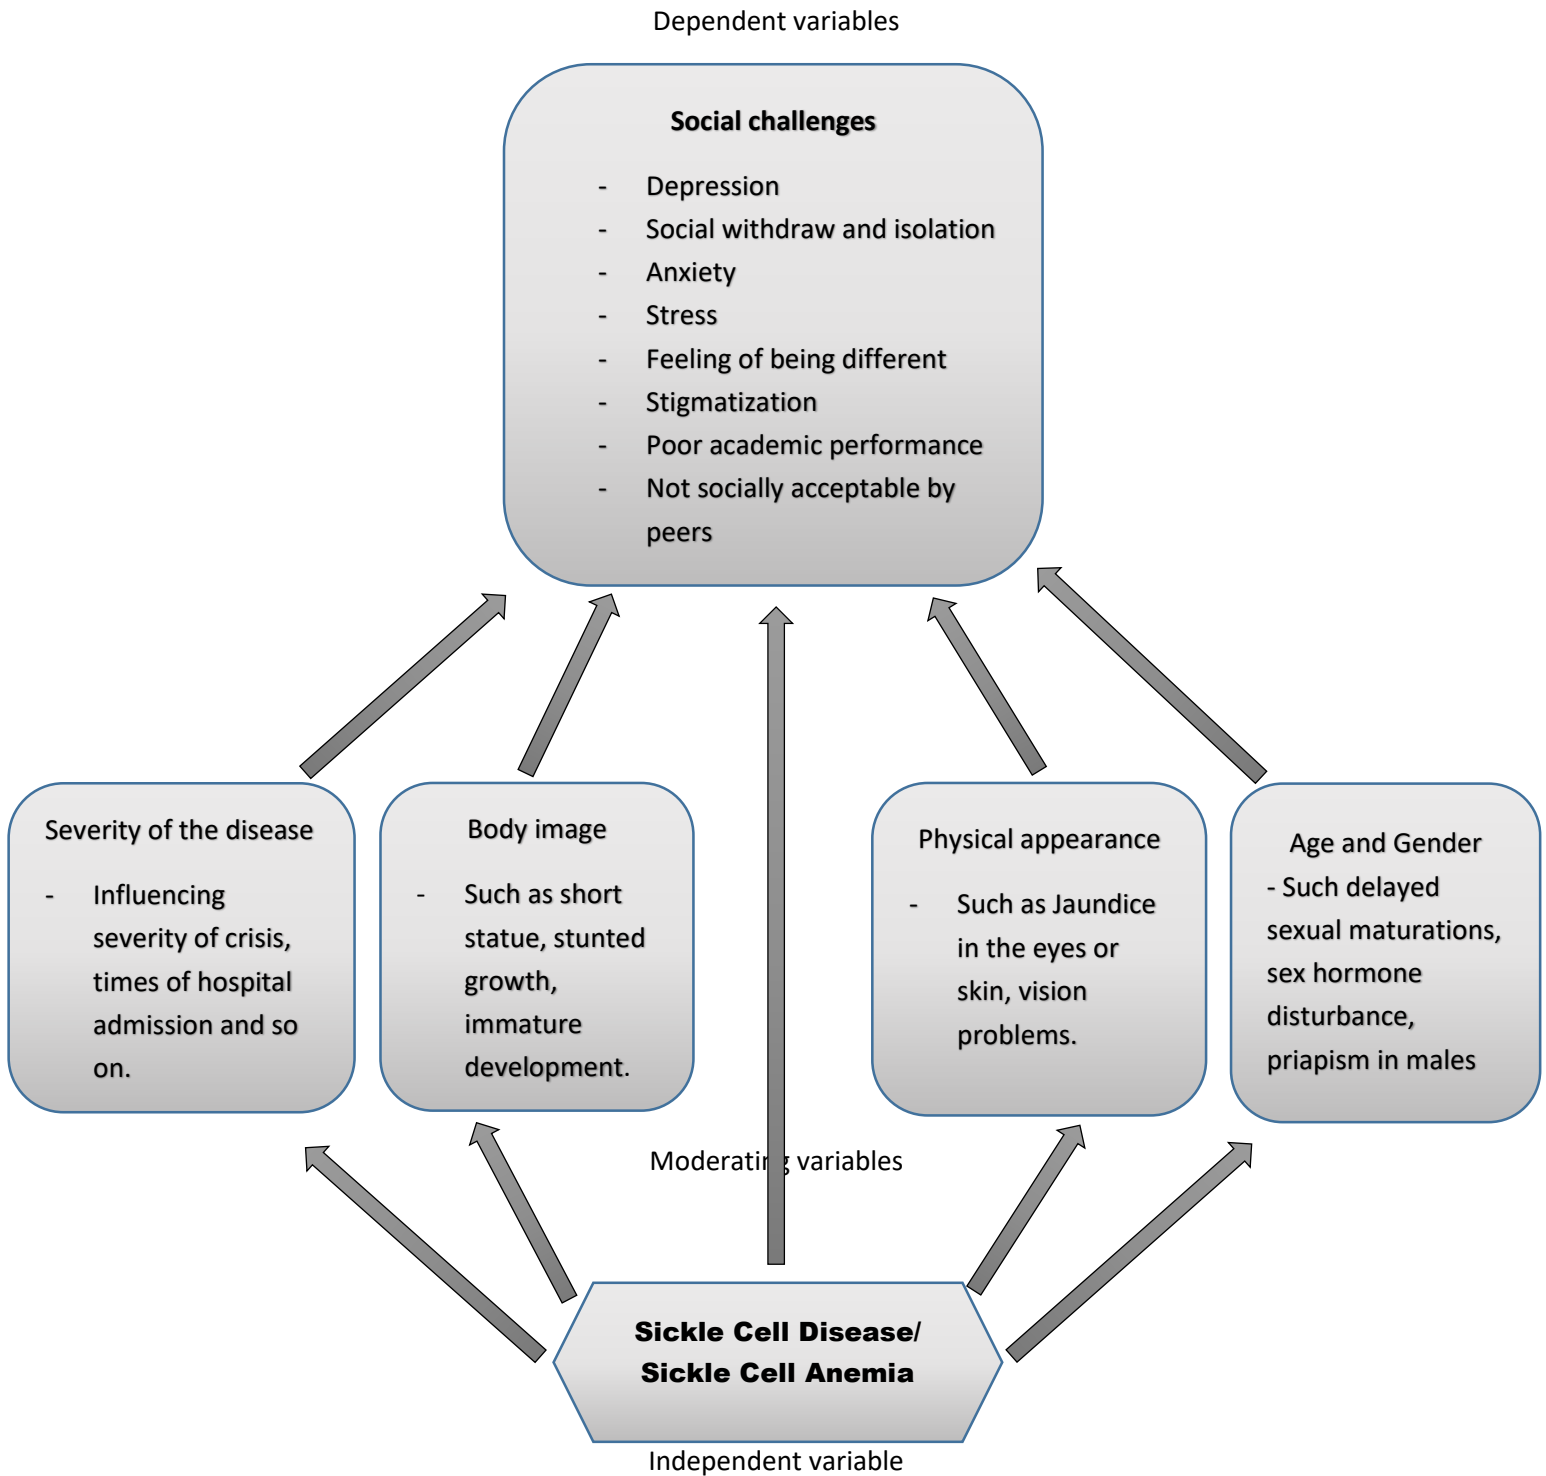 Dependent variables
Social challenges
- Depression
- Social withdraw and isolation
- Anxiety
- Stress
- Feeling of being different
- Stigmatization
- Poor academic performance
- Not socially acceptable by
peers
Severity of the disease
- Influencing
severity of crisis,
times of hospital
admission and so
on.
Body image
- Such as short
statue, stunted
growth,
immature
development.
Physical appearance
- Such as Jaundice
in the eyes or
skin, vision
problems.
Age and Gender
- Such delayed
sexual maturations,
sex hormone
disturbance,
priapism in males
Moderating variables
Sickle Cell Disease/
Sickle Cell Anemia
Independent variable